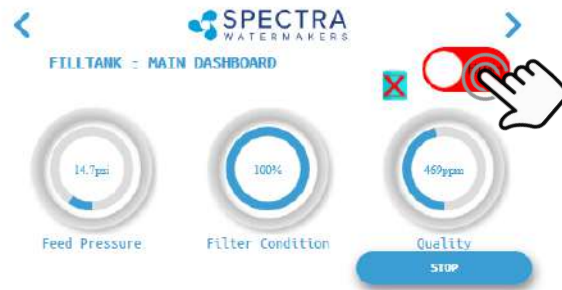 SPECTRA
WATERMAKERS
FILLTANK : MAIN DASHBOARD
14.7psi
100%
469ppm
Feed Pressure
Filter Condition
Quality
STOP